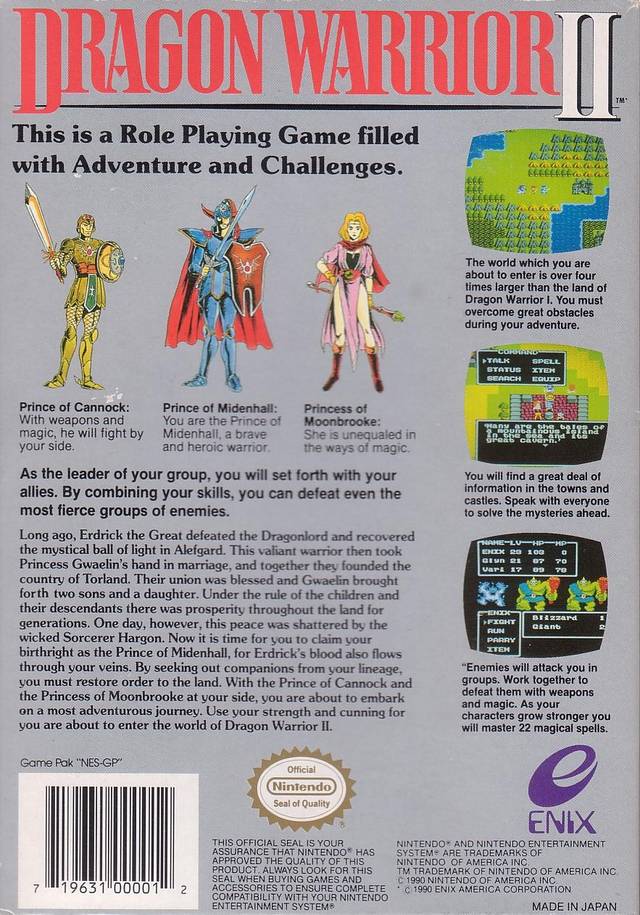 DRAGON WARRIOR II
TM
This is a Role Playing Game filled
with Adventure and Challenges.
The world which you are
about to enter is over four
times larger than the land of
Dragon Warrior I. You must
overcome great obstacles
during your adventure.
COMMAND
TALK SPELL
STATUS ITEM
SEARCH EQUIP
"Many are the tales of
a mountainous island
in the sea and its
great cavern."
Prince of Cannock:
With weapons and
magic, he will fight by
your side.
Prince of Midenhall:
You are the Prince of
Midenhall, a brave
and heroic warrior.
Princess of
Moonbrooke:
She is unequaled in
the ways of magic.
You will find a great deal of
information in the towns and
castles. Speak with everyone
to solve the mysteries ahead.
As the leader of your group, you will set forth with your
allies. By combining your skills, you can defeat even the
most fierce groups of enemies.
Long ago, Erdrick the Great defeated the Dragonlord and recovered
the mystical ball of light in Alefgard. This valiant warrior then took
Princess Gwaelin's hand in marriage, and together they founded the
country of Torland. Their union was blessed and Gwaelin brought
forth two sons and a daughter. Under the rule of the children and
their descendants there was prosperity throughout the land for
generations. One day, however, this peace was shattered by the
wicked Sorcerer Hargon. Now it is time for you to claim your
birthright as the Prince of Midenhall, for Erdrick's blood also flows
through your veins. By seeking out companions from your lineage,
you must restore order to the land. With the Prince of Cannock and
the Princess of Moonbrooke at your side, you are about to embark
on a most adventurous journey. Use your strength and cunning for
you are about to enter the world of Dragon Warrior II.
NAME LV HP MP
ENIX 28 0
21 87 70
Vari 17 89 78
ENIX
FIGHT
RUN
PARRY
ITEM
Blizzard 1
Giant 2
"Enemies will attack you in
groups. Work together to
defeat them with weapons
and magic. As your
characters grow stronger you
will master 22 magical spells.
Game Pak "NES-GP"
7 19631 00001 2
Official
Nintendo
Seal of Quality
®
ENIX
THIS OFFICIAL SEAL IS YOUR
ASSURANCE THAT NINTENDO® HAS
APPROVED THE QUALITY OF THIS
PRODUCT. ALWAYS LOOK FOR THIS
SEAL WHEN BUYING GAMES AND
ACCESSORIES TO ENSURE COMPLETE
COMPATIBILITY WITH YOUR NINTENDO
ENTERTAINMENT SYSTEM®
NINTENDO® AND NINTENDO ENTERTAINMENT
SYSTEM® ARE TRADEMARKS OF
NINTENDO OF AMERICA INC.
TM TRADEMARK OF NINTENDO OF AMERICA INC.
© 1990 NINTENDO OF AMERICA INC.
© 1990 ENIX AMERICA CORPORATION
MADE IN JAPAN